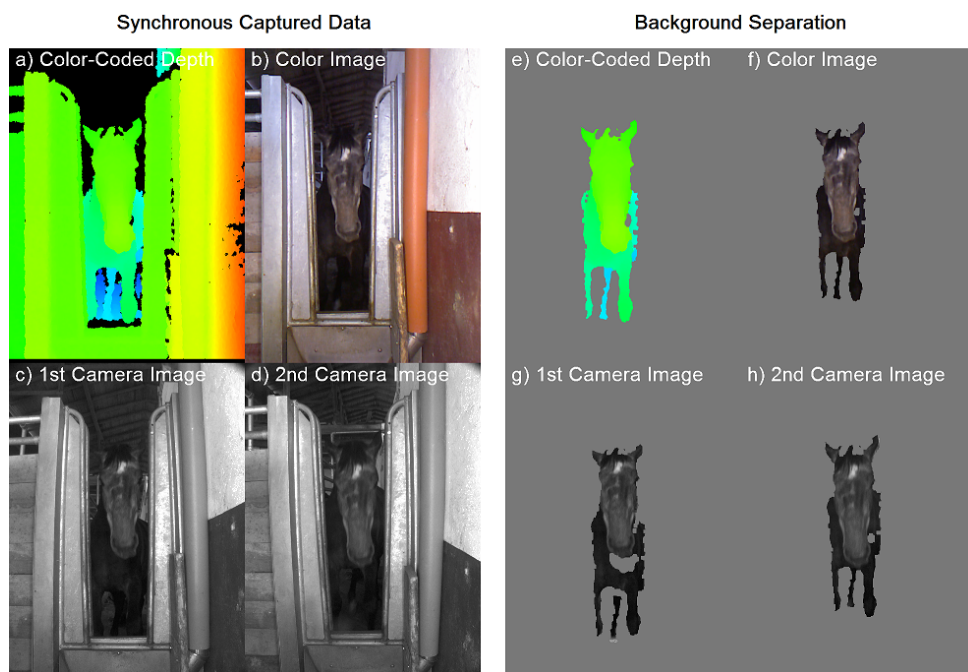 Synchronous Captured Data
Background Separation
a) Color-Coded Depth
b) Color Image
e) Color-Coded Depth
f) Color Image
c) 1st Camera Image
d) 2nd Camera Image
g) 1st Camera Image
h) 2nd Camera Image